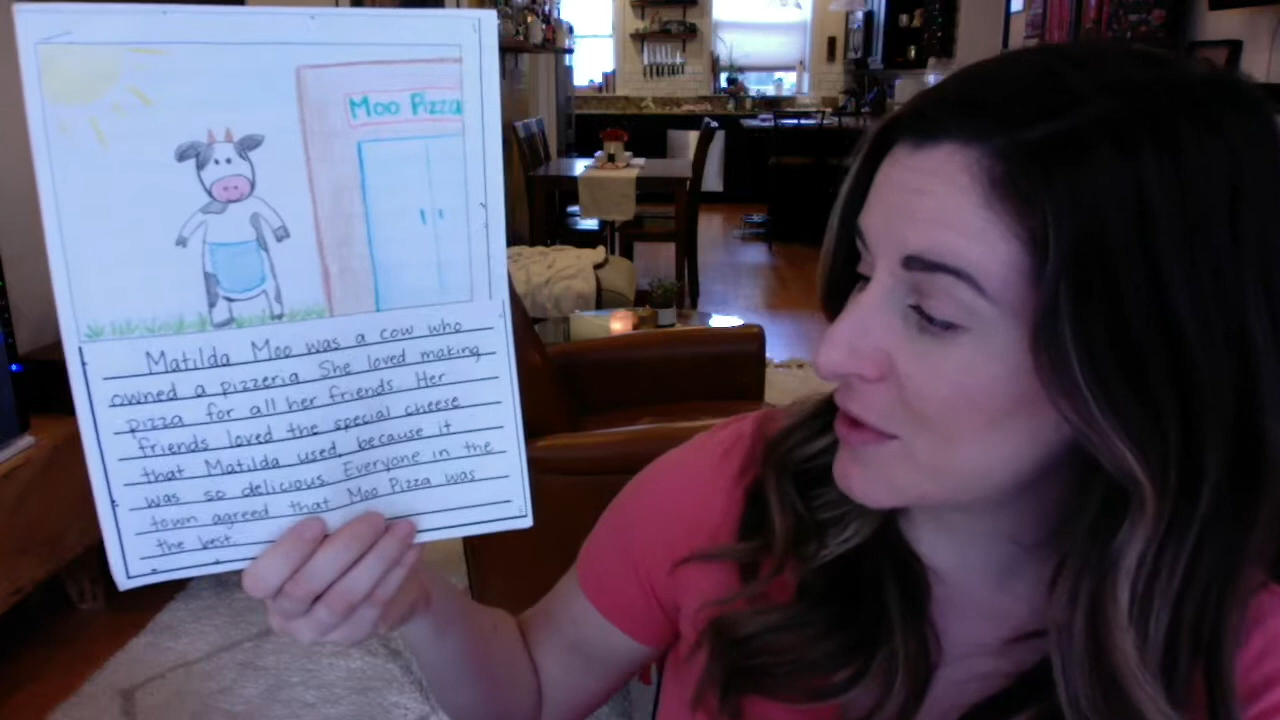 Moo Pizza
Matilda Moo was a cow who
owned a pizzeria. She loved making
pizza for all her friends. Her
friends loved the special cheese
that Matilda used, because it
was so delicious. Everyone in the
town agreed that Moo Pizza was
the best.